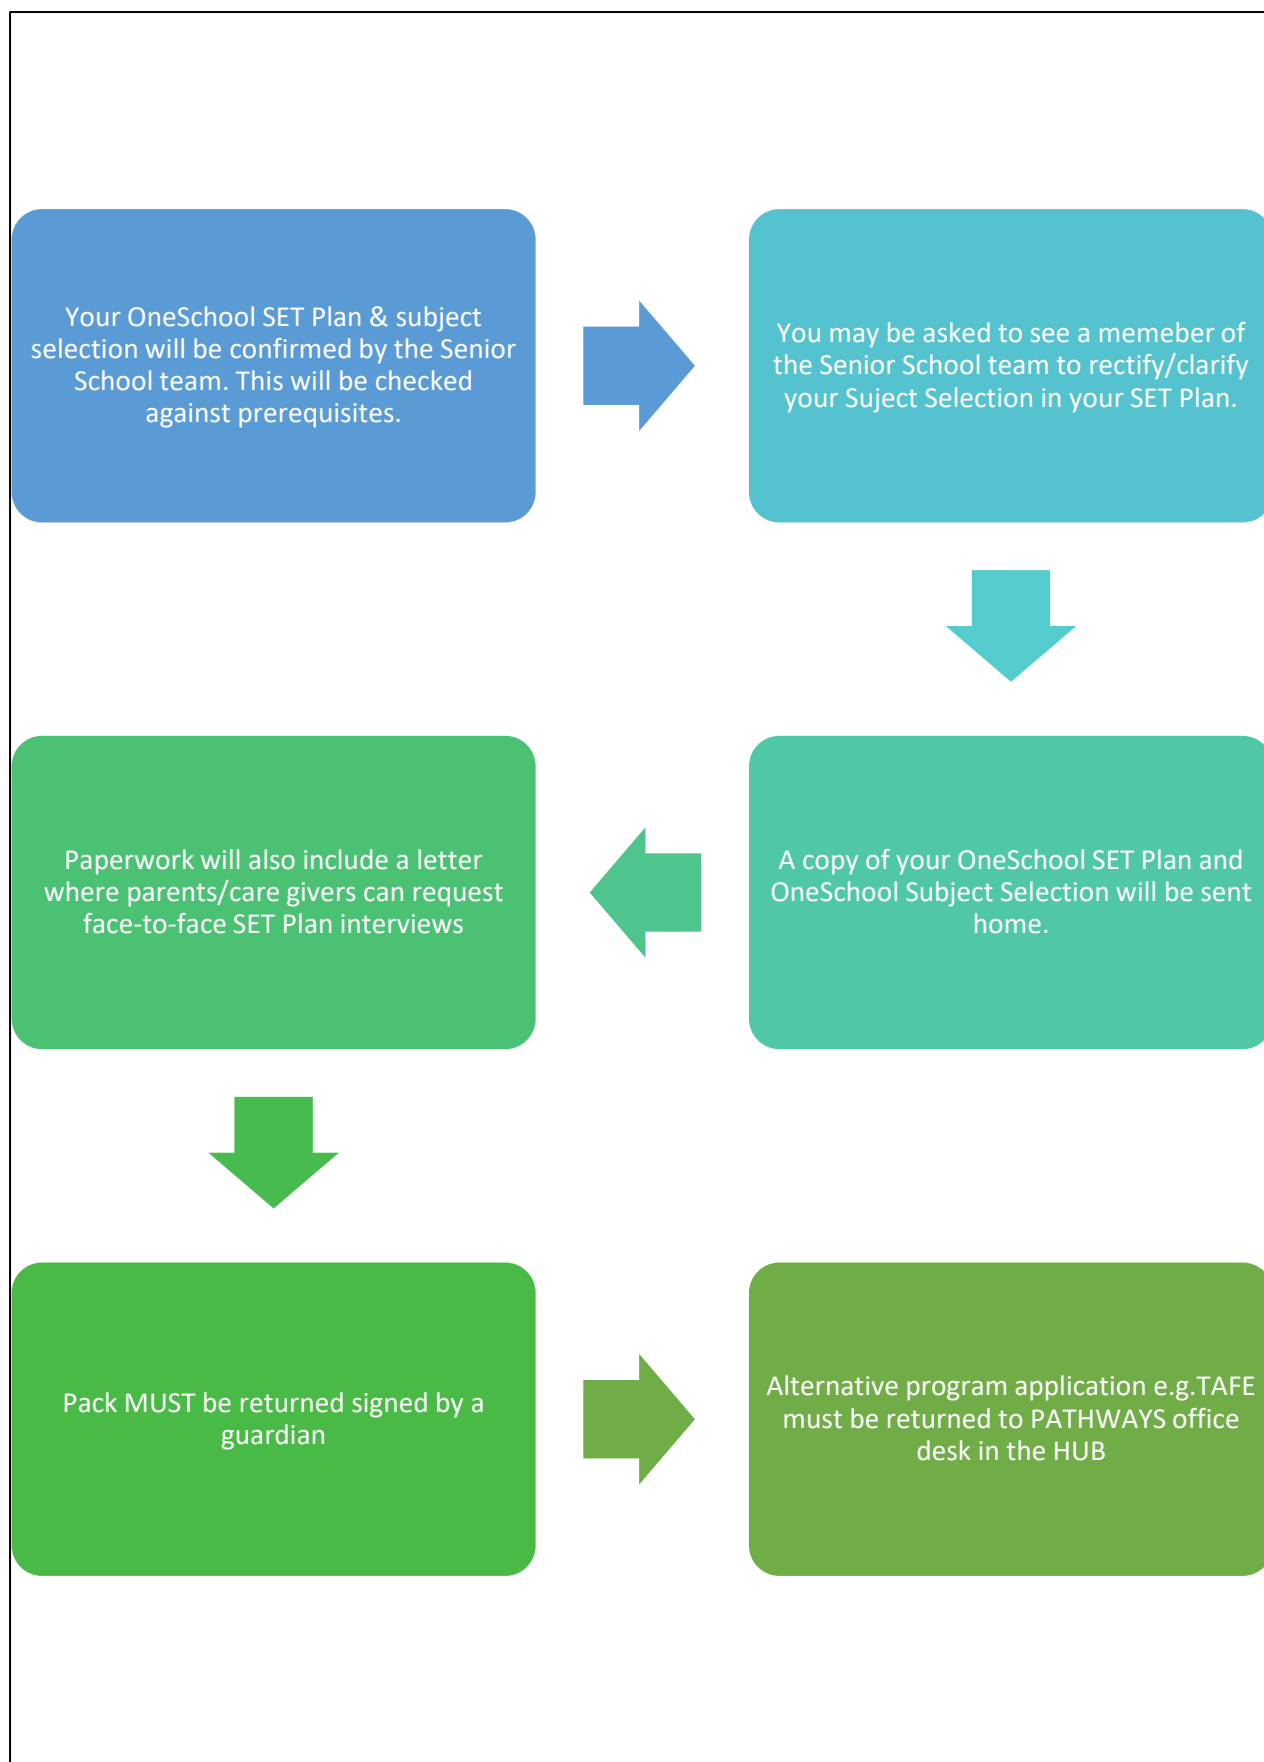 Your OneSchool SET Plan & subject
selection will be confirmed by the Senior
School team. This will be checked
against prerequisites.
You may be asked to see a memeber of
the Senior School team to rectify/clarify
your Suject Selection in your SET Plan.
A copy of your OneSchool SET Plan and
OneSchool Subject Selection will be sent
home.
Paperwork will also include a letter
where parents/care givers can request
face-to-face SET Plan interviews
Pack MUST be returned signed by a
guardian
Alternative program application e.g.TAFE
must be returned to PATHWAYS office
desk in the HUB